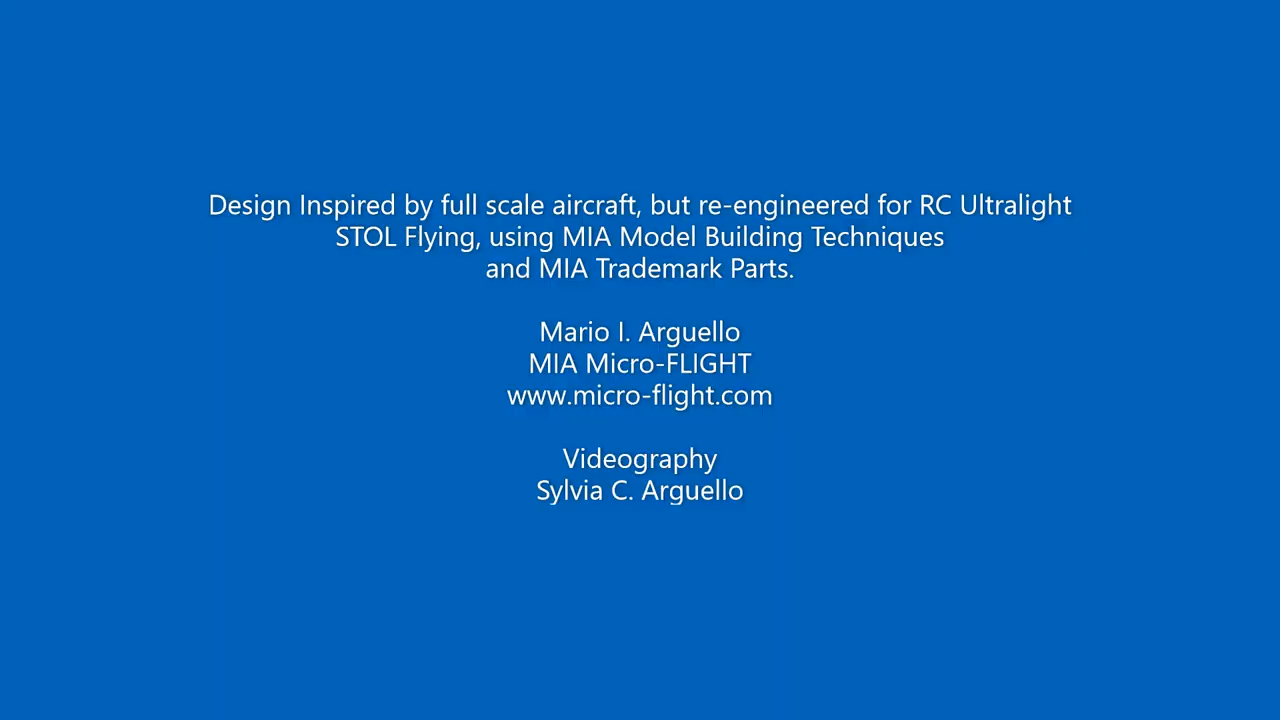 Design Inspired by full scale aircraft, but re-engineered for RC Ultralight
STOL Flying, using MIA Model Building Techniques
and MIA Trademark Parts.
Mario I. Arguello
MIA Micro-FLIGHT
www.micro-flight.com
Videography
Sylvia C. Arguello